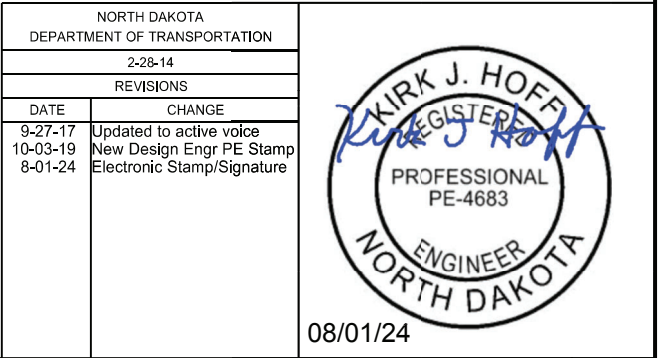 NORTH DAKOTA
DEPARTMENT OF TRANSPORTATION
2-28-14
REVISIONS
DATE CHANGE
9-27-17 Updated to active voice
10-03-19 New Design Engr PE Stamp
8-01-24 Electronic Stamp/Signature
KIRK J. HOFF
REGISTERED
Kirk J Hoff
PROFESSIONAL
PE-4683
ENGINEER
NORTH DAKOTA
08/01/24